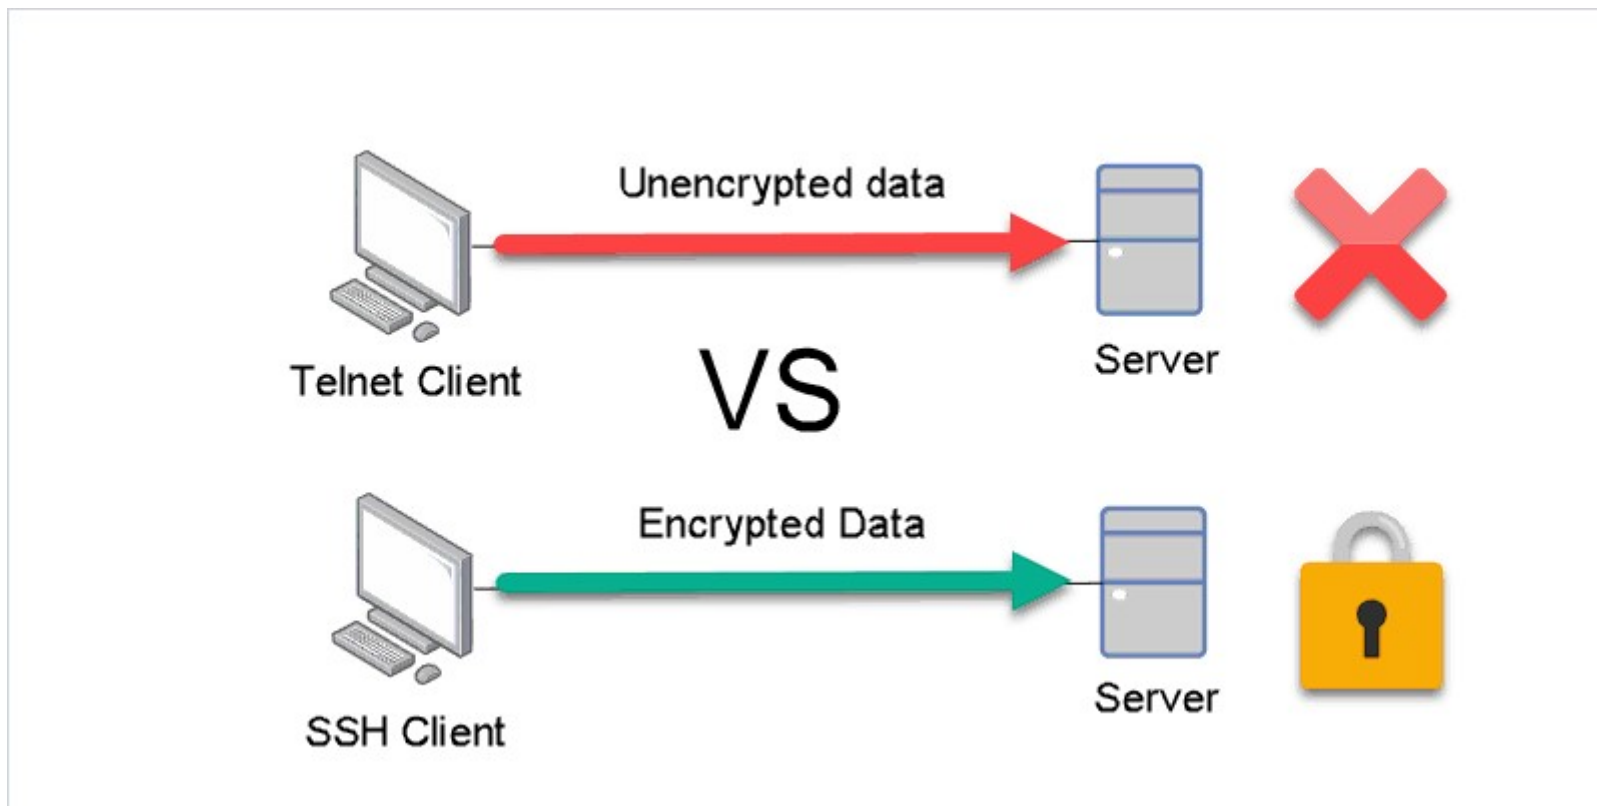 Unencrypted data
Telnet Client
Server
VS
Encrypted Data
SSH Client
Server